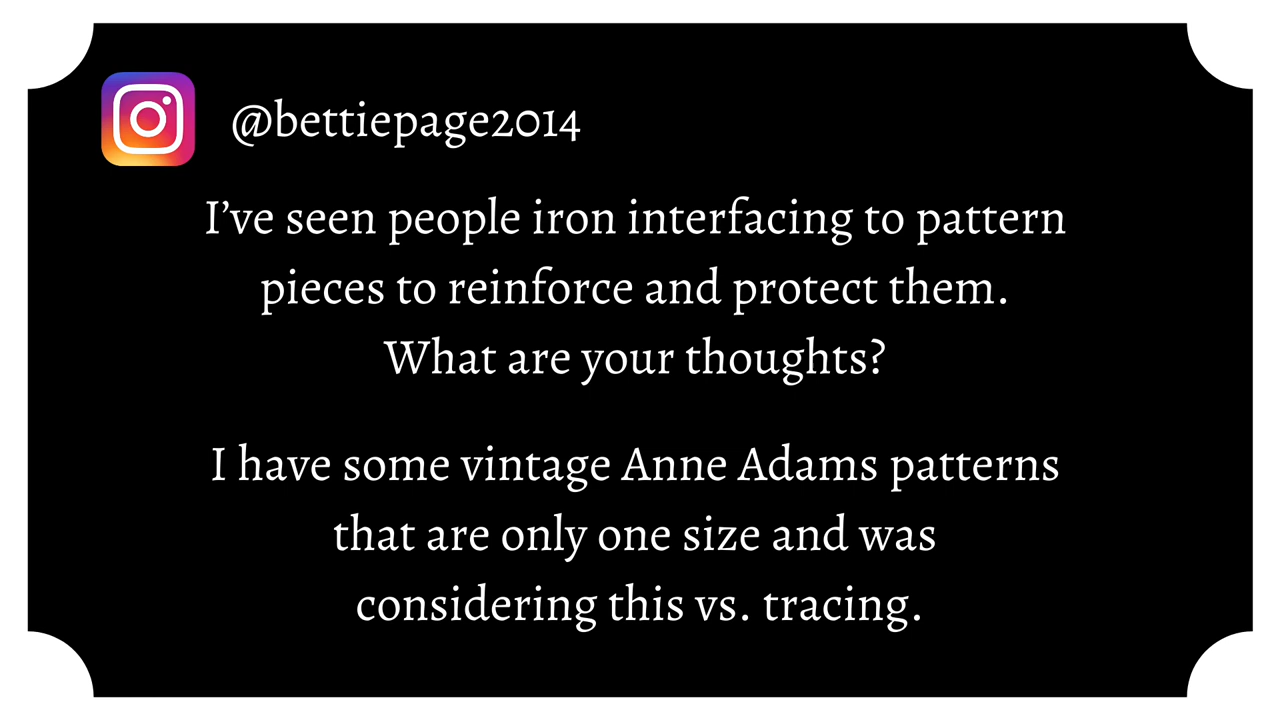 @bettiepage2014
I’ve seen people iron interfacing to pattern
pieces to reinforce and protect them.
What are your thoughts?
I have some vintage Anne Adams patterns
that are only one size and was
considering this vs. tracing.